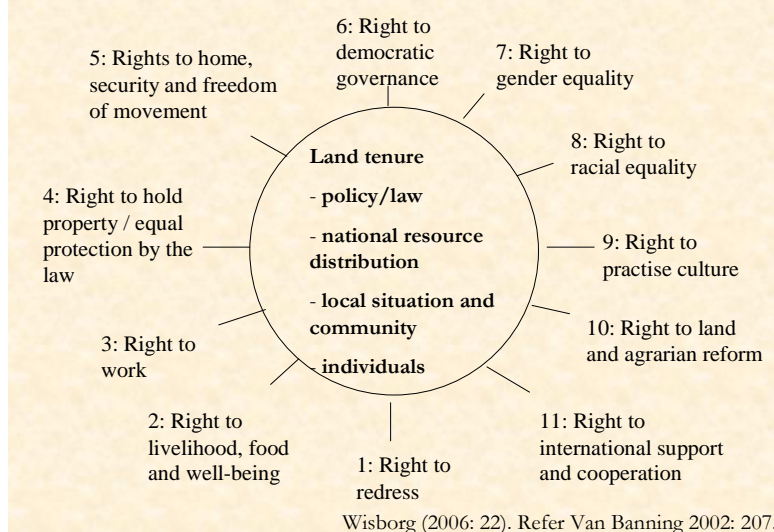 6: Right to
democratic
governance
7: Right to
gender equality
5: Rights to home,
security and freedom
of movement
8: Right to
racial equality
Land tenure
- policy/law
- national resource
distribution
- local situation and
community
- individuals
4: Right to hold
property / equal
protection by the
law
9: Right to
practise culture
3: Right to
work
10: Right to land
and agrarian reform
2: Right to
livelihood, food
and well-being
1: Right to
redress
11: Right to
international support
and cooperation
Wisborg (2006: 22). Refer Van Banning 2002: 207.